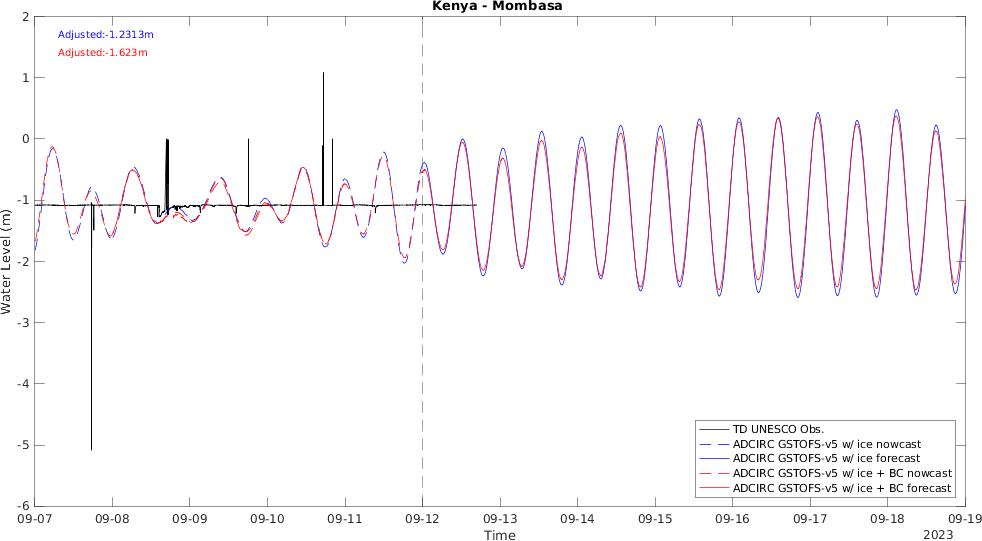 Kenya - Mombasa
Adjusted:-1.2313m
Adjusted:-1.623m
2
1
0
-1
-2
-3
-4
-5
-6
Water Level (m)
TD UNESCO Obs.
ADCIRC GSTOFS-v5 w/ ice nowcast
ADCIRC GSTOFS-v5 w/ ice forecast
ADCIRC GSTOFS-v5 w/ ice + BC nowcast
ADCIRC GSTOFS-v5 w/ ice + BC forecast
09-07 09-08 09-09 09-10 09-11 09-12 09-13 09-14 09-15 09-16 09-17 09-18 09-19
Time
2023